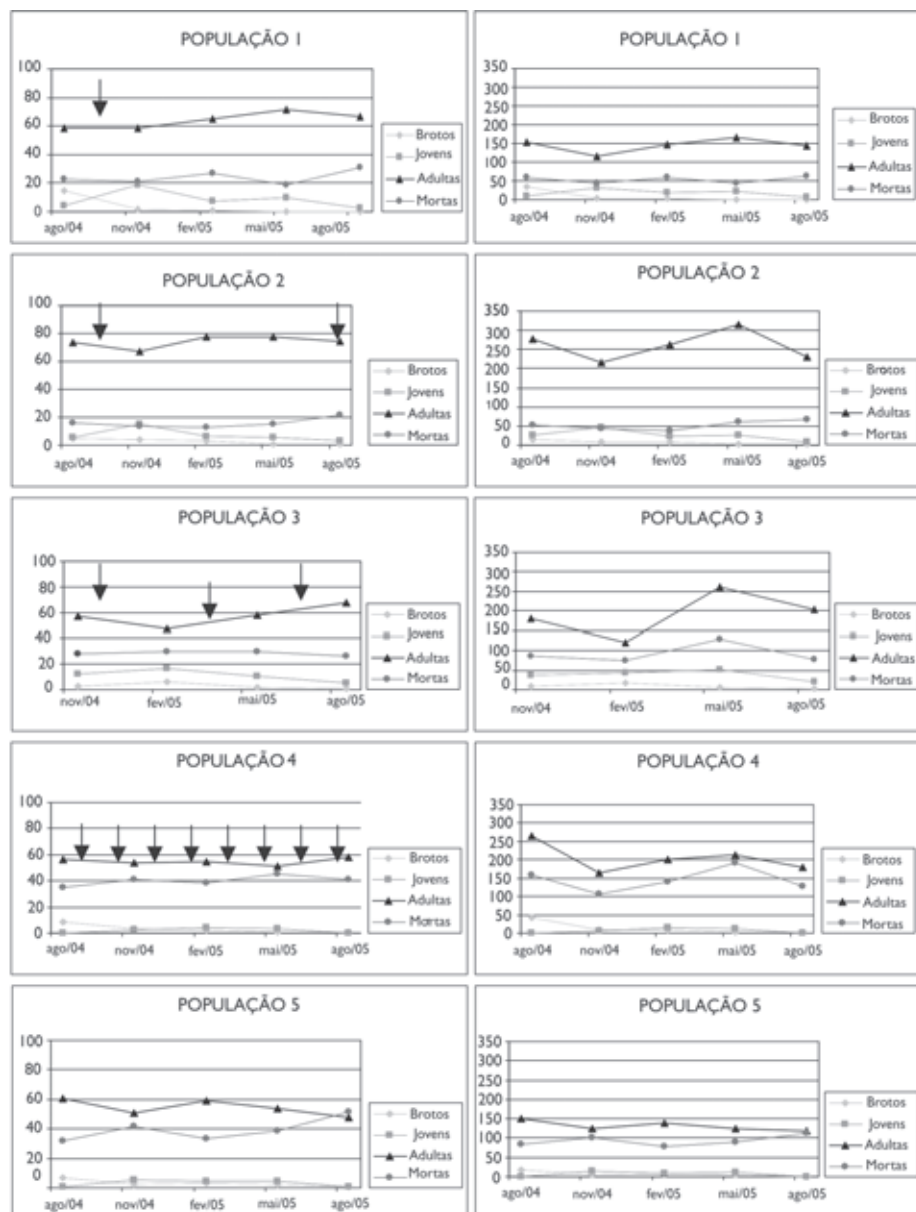 POPULAÇÃO 1
100
80
60
40
20
0
ago/04 nov/04 fev/05 mai/05 ago/05
Brotos
Jovens
Adultas
Mortas
POPULAÇÃO 1
350
300
250
200
150
100
50
0
ago/04 nov/04 fev/05 mai/05 ago/05
Brotos
Jovens
Adultas
Mortas
POPULAÇÃO 2
100
80
60
40
20
0
ago/04 nov/04 fev/05 mai/05 ago/05
Brotos
Jovens
Adultas
Mortas
POPULAÇÃO 2
350
300
250
200
150
100
50
0
ago/04 nov/04 fev/05 mai/05 ago/05
Brotos
Jovens
Adultas
Mortas
POPULAÇÃO 3
100
80
60
40
20
0
nov/04 fev/05 mai/05 ago/05
Brotos
Jovens
Adultas
Mortas
POPULAÇÃO 3
350
300
250
200
150
100
50
0
nov/04 fev/05 mai/05 ago/05
Brotos
Jovens
Adultas
Mortas
POPULAÇÃO 4
100
80
60
40
20
0
ago/04 nov/04 fev/05 mai/05 ago/05
Brotos
Jovens
Adultas
Mortas
POPULAÇÃO 4
350
300
250
200
150
100
50
0
ago/04 nov/04 fev/05 mai/05 ago/05
Brotos
Jovens
Adultas
Mortas
POPULAÇÃO 5
100
80
60
40
20
0
ago/04 nov/04 fev/05 mai/05 ago/05
Brotos
Jovens
Adultas
Mortas
POPULAÇÃO 5
350
300
250
200
150
100
50
0
ago/04 nov/04 fev/05 mai/05 ago/05
Brotos
Jovens
Adultas
Mortas